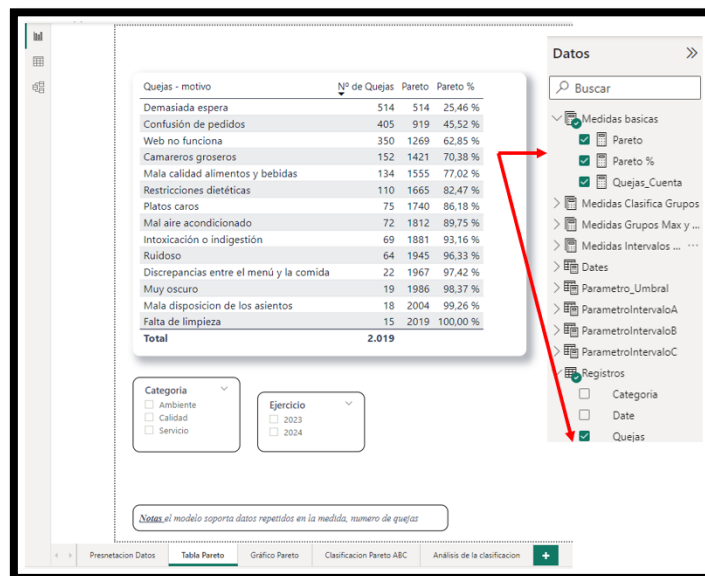 Quejas - motivo Nº de Quejas Pareto Pareto %
Demasiada espera 514 514 25,46 %
Confusión de pedidos 405 919 45,52 %
Web no funciona 350 1269 62,85 %
Camareros groseros 152 1421 70,38 %
Mala calidad alimentos y bebidas 134 1555 77,02 %
Restricciones dietéticas 110 1665 82,47 %
Platos caros 75 1740 86,18 %
Mal aire acondicionado 72 1812 89,75 %
Intoxicación o indigestión 69 1881 93,16 %
Ruidoso 64 1945 96,33 %
Discrepancias entre el menú y la comida 22 1967 97,42 %
Muy oscuro 19 1986 98,37 %
Mala disposicion de los asientos 18 2004 99,26 %
Falta de limpieza 15 2019 100,00 %
Total 2.019
Categoria
Ambiente
Calidad
Servicio
Ejercicio
2023
2024
Notas el modelo soporta datos repetidos en la medida, numero de quejas
Presnetacion Datos Tabla Pareto Gráfico Pareto Clasificacion Pareto ABC Análisis de la clasificacion +
Datos
Buscar
Medidas basicas
Pareto
Pareto %
Quejas_Cuenta
Medidas Clasifica Grupos
Medidas Grupos Max y ...
Medidas Intervalos ... ...
Dates
Parametro_Umbral
ParametroIntervaloA
ParametroIntervaloB
ParametroIntervaloC
Registros
Categoria
Date
Quejas